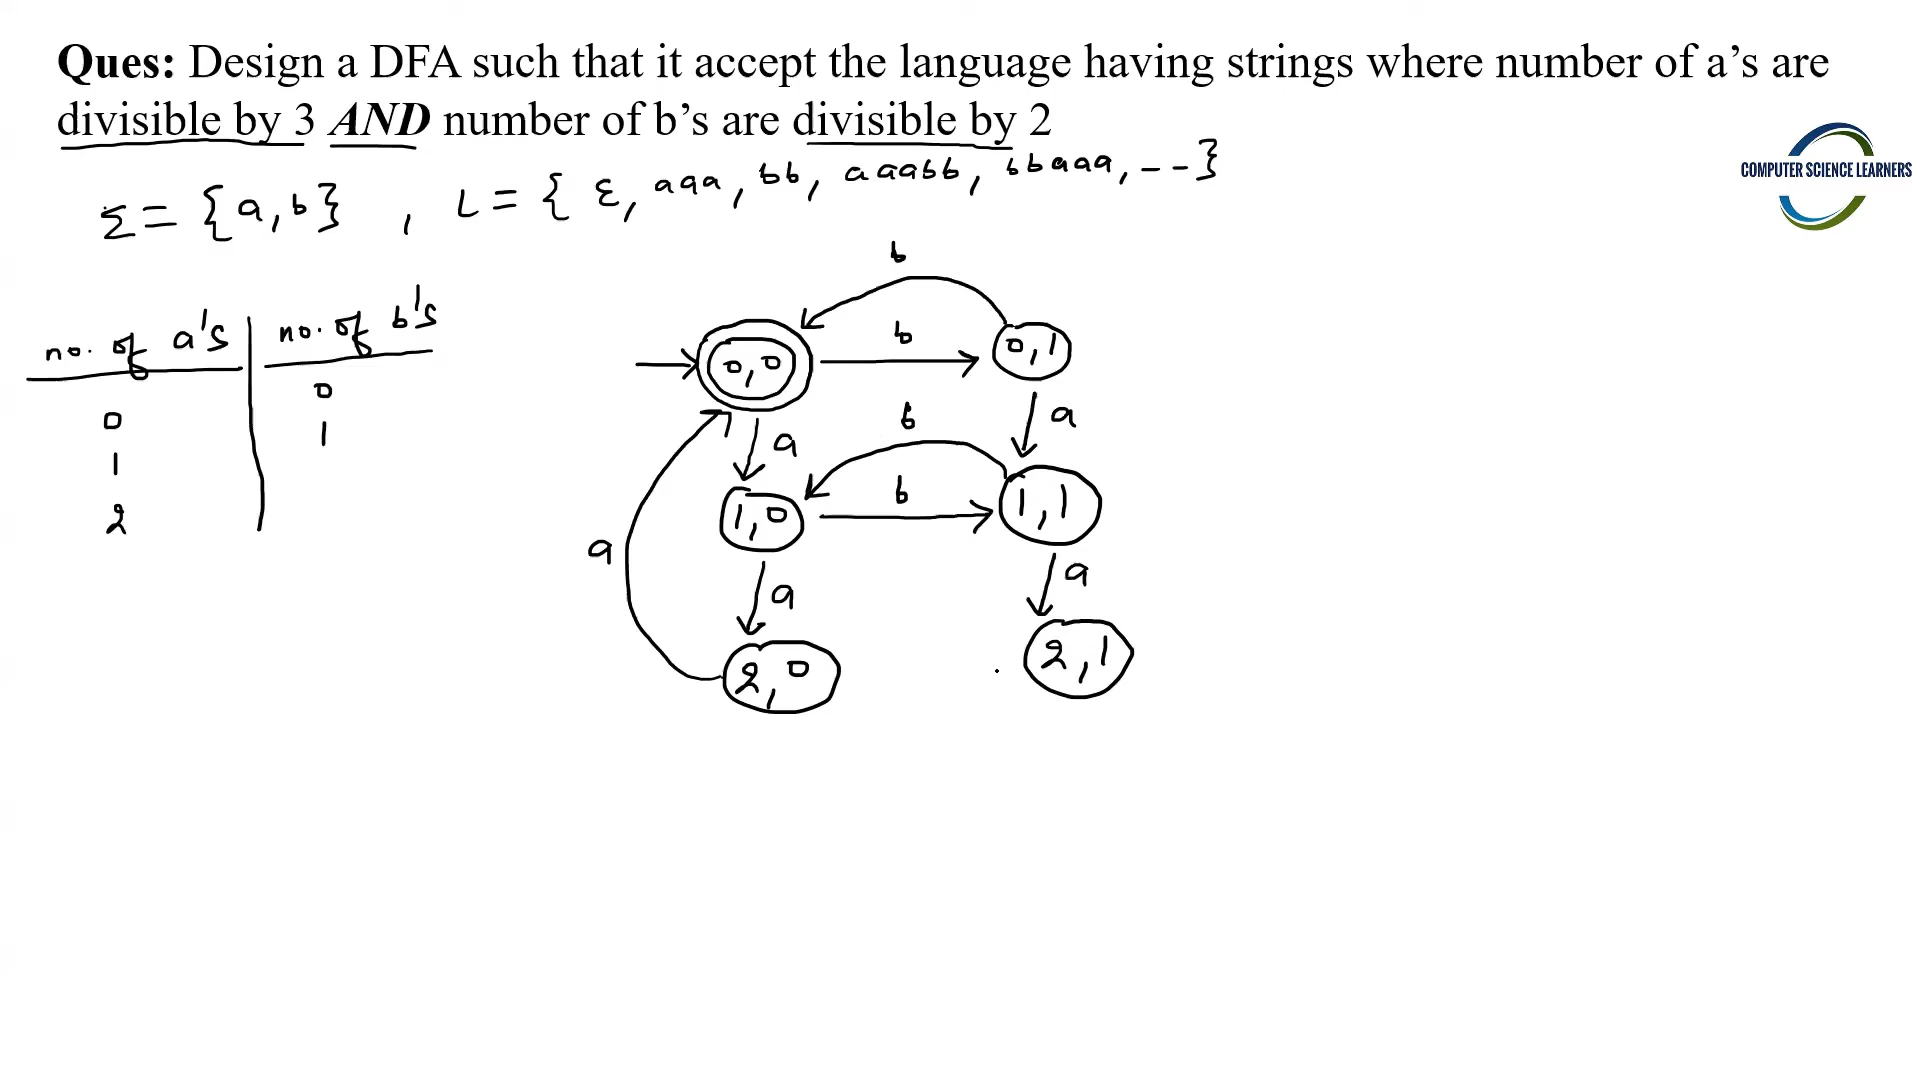 Ques: Design a DFA such that it accept the language having strings where number of a's are
divisible by 3 AND number of b's are divisible by 2
COMPUTER SCIENCE LEARNERS
Σ = {a, b} , L = { ε, aaa, bb, aaabb, bbaaa, -- }
no. of a's no. of b's
0 0
1 1
2
b
0,0 b 0,1
a b a
1,0 b 1,1
a a a
2,0 2,1